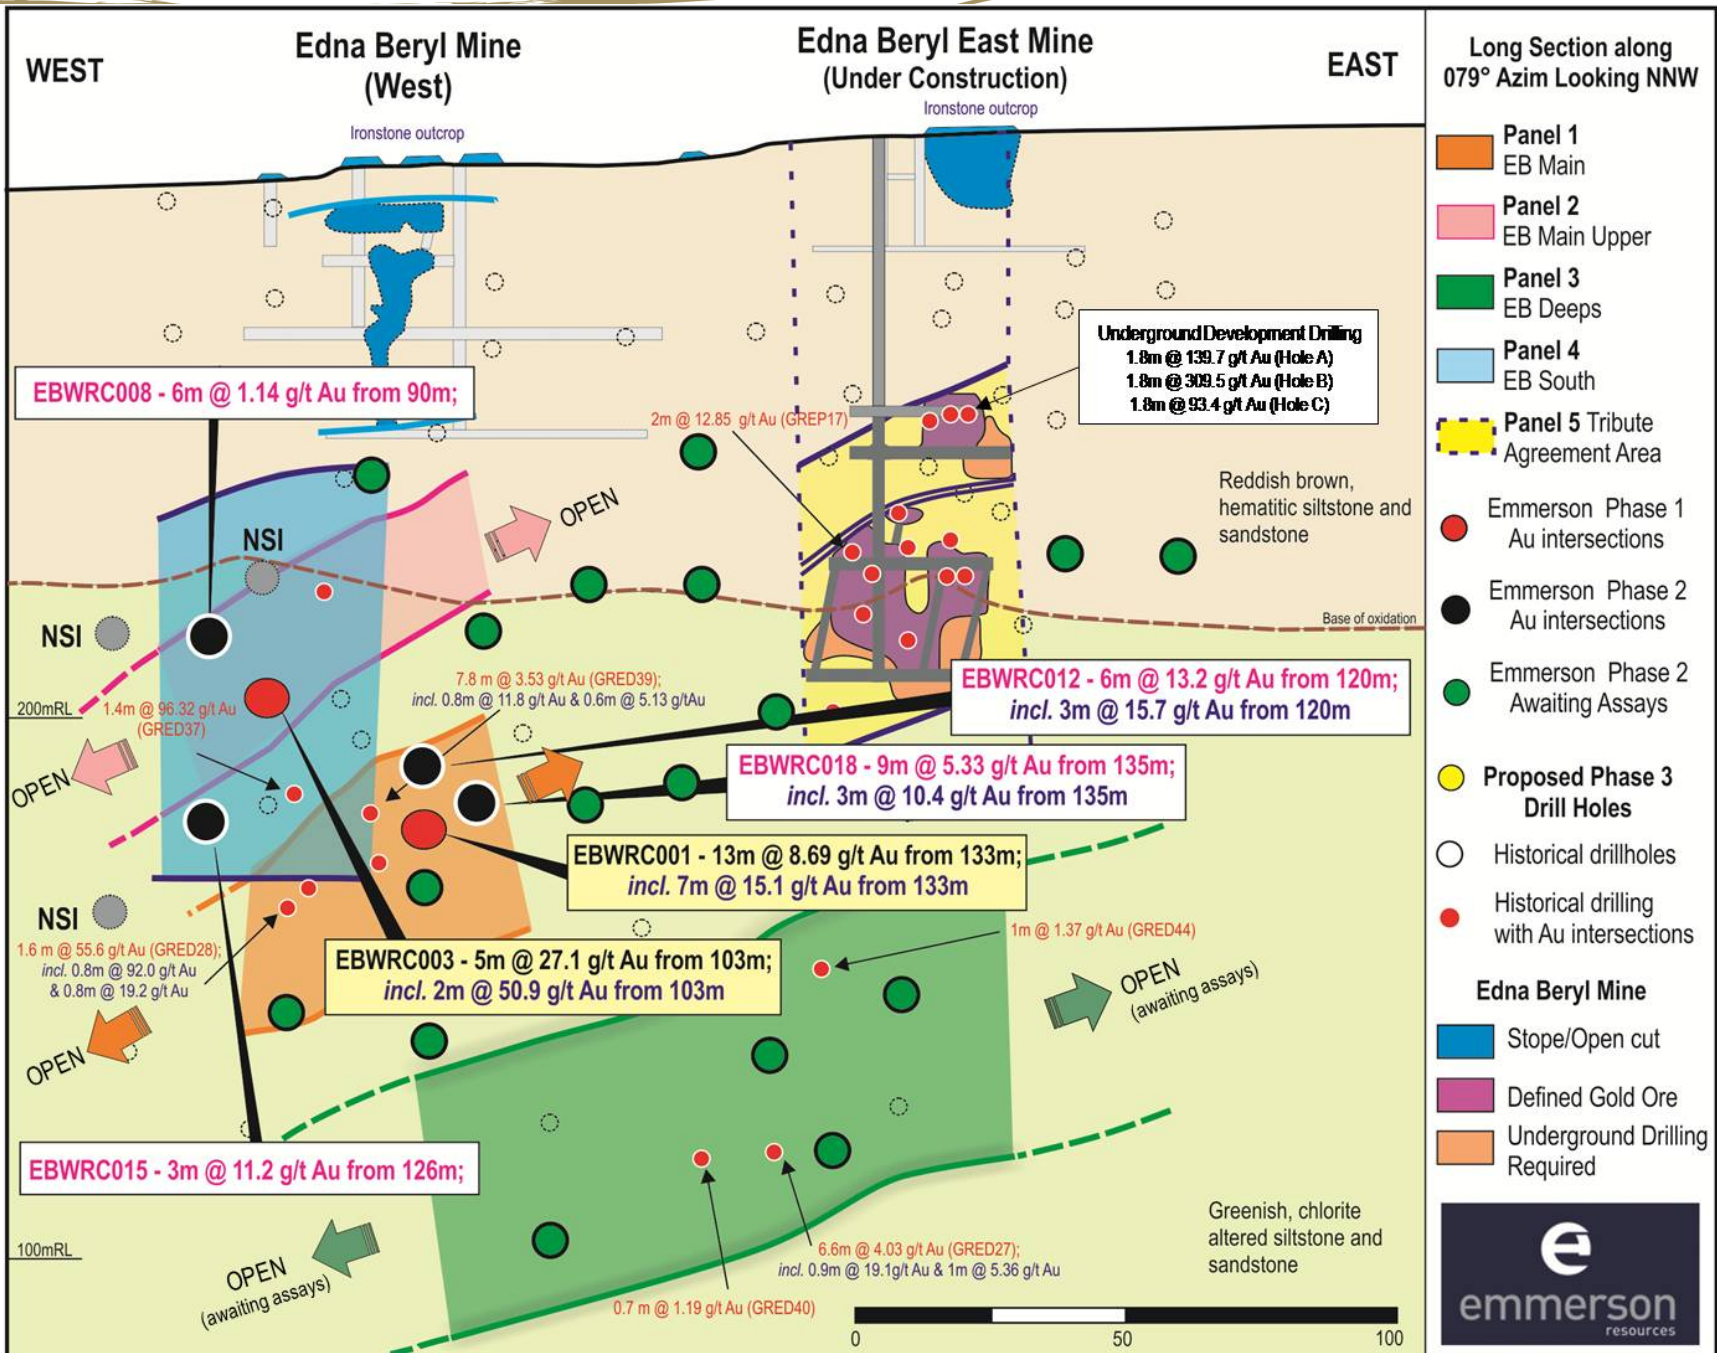 WEST
Edna Beryl Mine
(West)
Ironstone outcrop
Edna Beryl East Mine
(Under Construction)
Ironstone outcrop
EAST
Underground Development Drilling
1.8m @ 139.7 g/t Au (Hole A)
1.8m @ 309.5 g/t Au (Hole B)
1.8m @ 93.4 g/t Au (Hole C)
EBWRC008 - 6m @ 1.14 g/t Au from 90m;
2m @ 12.85 g/t Au (GREP17)
Reddish brown,
hematitic siltstone and
sandstone
OPEN
NSI
NSI
Base of oxidation
200mRL
1.4m @ 96.32 g/t Au
(GRED37)
7.8 m @ 3.53 g/t Au (GRED39);
incl. 0.8m @ 11.8 g/t Au & 0.6m @ 5.13 g/tAu
EBWRC012 - 6m @ 13.2 g/t Au from 120m;
incl. 3m @ 15.7 g/t Au from 120m
OPEN
EBWRC018 - 9m @ 5.33 g/t Au from 135m;
incl. 3m @ 10.4 g/t Au from 135m
EBWRC001 - 13m @ 8.69 g/t Au from 133m;
incl. 7m @ 15.1 g/t Au from 133m
NSI
1.6 m @ 55.6 g/t Au (GRED28);
incl. 0.8m @ 92.0 g/t Au
& 0.8m @ 19.2 g/t Au
EBWRC003 - 5m @ 27.1 g/t Au from 103m;
incl. 2m @ 50.9 g/t Au from 103m
1m @ 1.37 g/t Au (GRED44)
OPEN
(awaiting assays)
OPEN
EBWRC015 - 3m @ 11.2 g/t Au from 126m;
100mRL
OPEN
(awaiting assays)
6.6m @ 4.03 g/t Au (GRED27);
incl. 0.9m @ 19.1g/t Au & 1m @ 5.36 g/t Au
0.7 m @ 1.19 g/t Au (GRED40)
Greenish, chlorite
altered siltstone and
sandstone
0 50 100
Long Section along
079° Azim Looking NNW
Panel 1
EB Main
Panel 2
EB Main Upper
Panel 3
EB Deeps
Panel 4
EB South
Panel 5 Tribute
Agreement Area
Emmerson Phase 1
Au intersections
Emmerson Phase 2
Au intersections
Emmerson Phase 2
Awaiting Assays
Proposed Phase 3
Drill Holes
Historical drillholes
Historical drilling
with Au intersections
Edna Beryl Mine
Stope/Open cut
Defined Gold Ore
Underground Drilling
Required
e
emmerson
resources